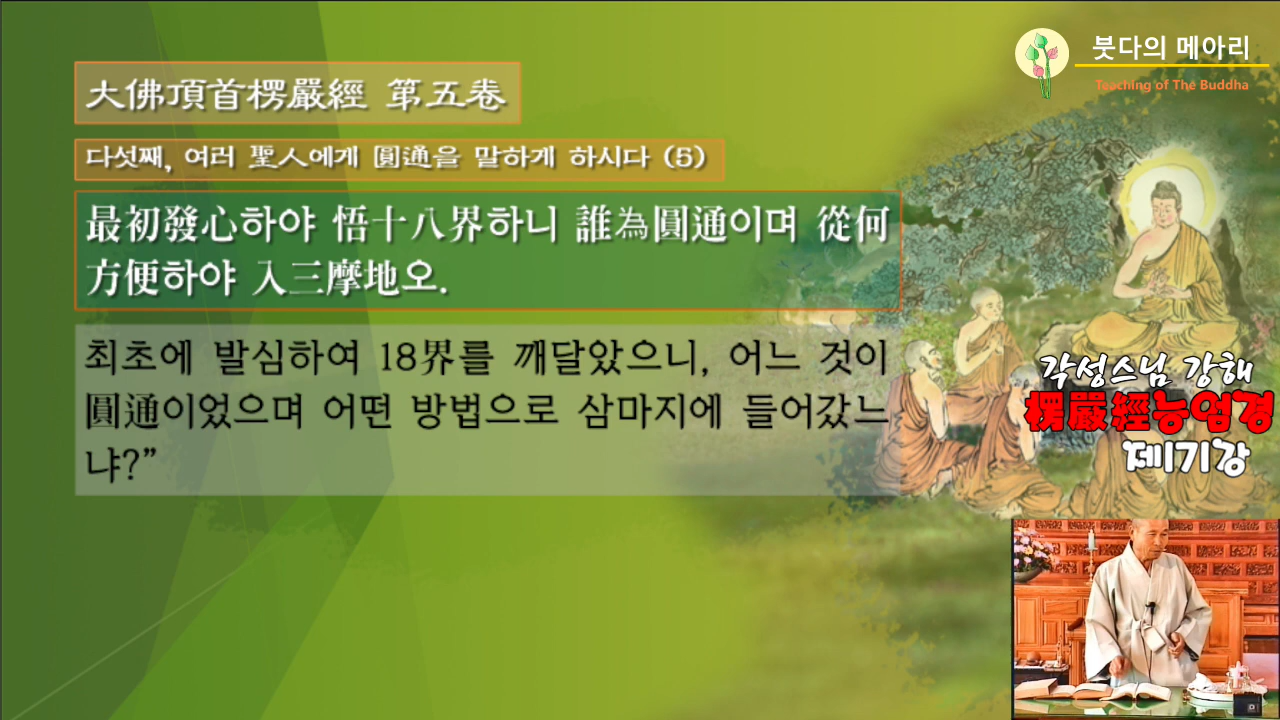 붓다의 메아리
Teaching of The Buddha
大佛頂首楞嚴經 第五卷
다섯째, 여러 聖人에게 圓通을 말하게 하시다 (5)
最初發心하야 悟十八界하니 誰為圓通이며 從何
方便하야 入三摩地오.
최초에 발심하여 18界를 깨달았으니, 어느 것이
圓通이었으며 어떤 방법으로 삼마지에 들어갔느
냐?”
각성스님 강해
楞嚴經능엄경
제17강